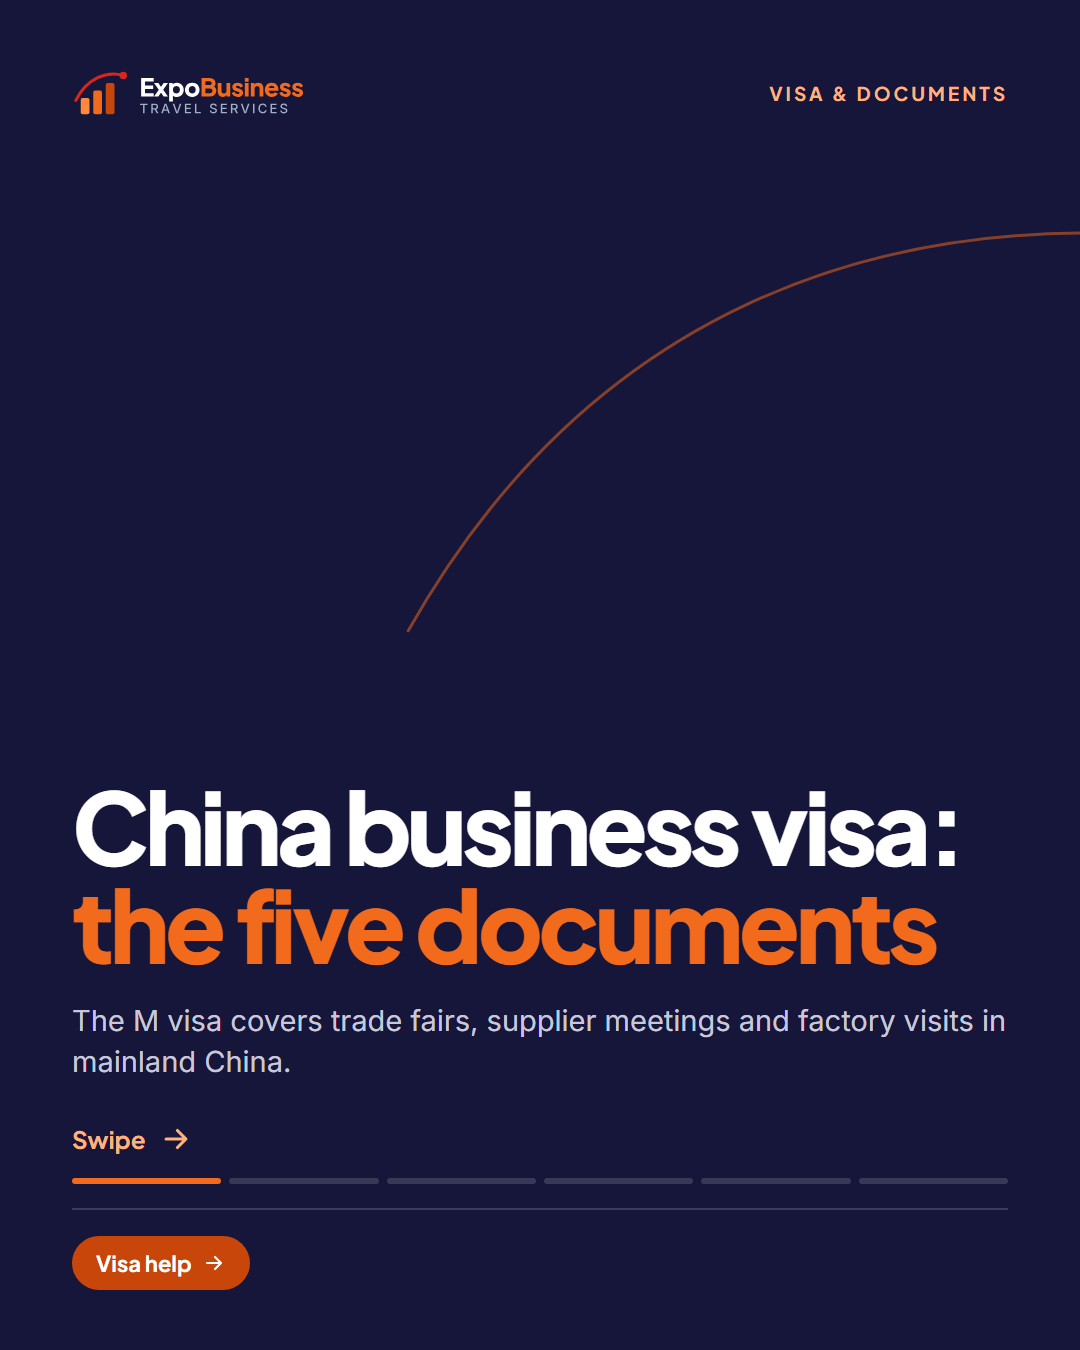 ExpoBusiness
TRAVEL SERVICES
VISA & DOCUMENTS
China business visa:
the five documents
The M visa covers trade fairs, supplier meetings and factory visits in
mainland China.
Swipe →
Visa help →